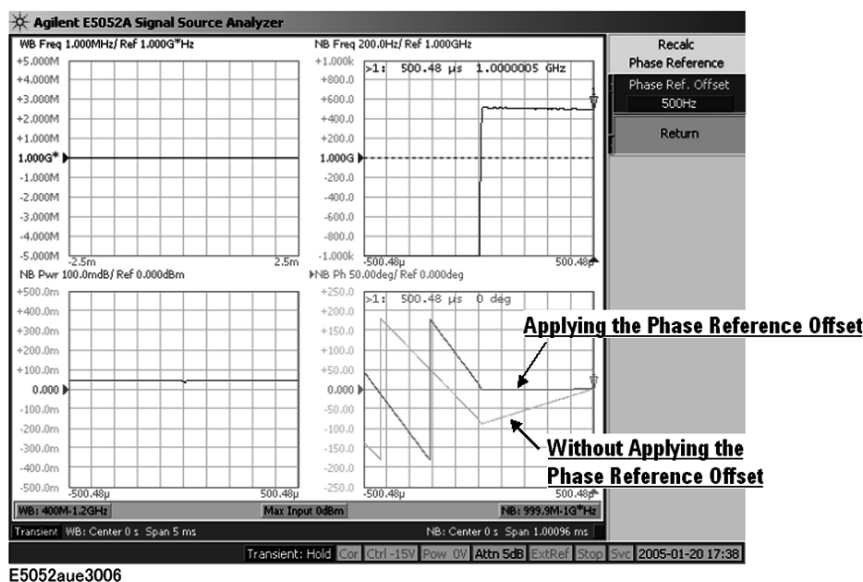 Agilent E5052A Signal Source Analyzer
WB Freq 1.000MHz/ Ref 1.000G*Hz
+5.000M
+4.000M
+3.000M
+2.000M
+1.000M
1.000G*
-1.000M
-2.000M
-3.000M
-4.000M
-5.000M
-2.5m 2.5m
NB Freq 200.0Hz/ Ref 1.000GHz
>1: 500.48 µs 1.0000005 GHz
+1.000k
+800.0
+600.0
+400.0
+200.0
1.000G
-200.0
-400.0
-600.0
-800.0
-1.000k
-500.48µ 500.48µ
NB Pwr 100.0mdB/ Ref 0.000dBm
+500.0m
+400.0m
+300.0m
+200.0m
+100.0m
0.000
-100.0m
-200.0m
-300.0m
-400.0m
-500.0m
-500.48µ 500.48µ
NB Ph 50.00deg/ Ref 0.000deg
>1: 500.48 µs 0 deg
+250.0
+200.0
+150.0
+100.0
+50.00
0.000
-50.00
-100.0
-150.0
-200.0
-250.0
-500.48µ 500.48µ
Applying the Phase Reference Offset
Without Applying the
Phase Reference Offset
Recalc
Phase Reference
Phase Ref. Offset
500Hz
Return
WB: 400M-1.2GHz Max Input 0dBm NB: 999.9M-1G*Hz
Transient WB: Center 0 s Span 5 ms NB: Center 0 s Span 1.00096 ms
Transient: Hold Cor Ctrl -15V Pow 0V Attn 5dB ExtRef Stop Svc 2005-01-20 17:38
E5052aue3006